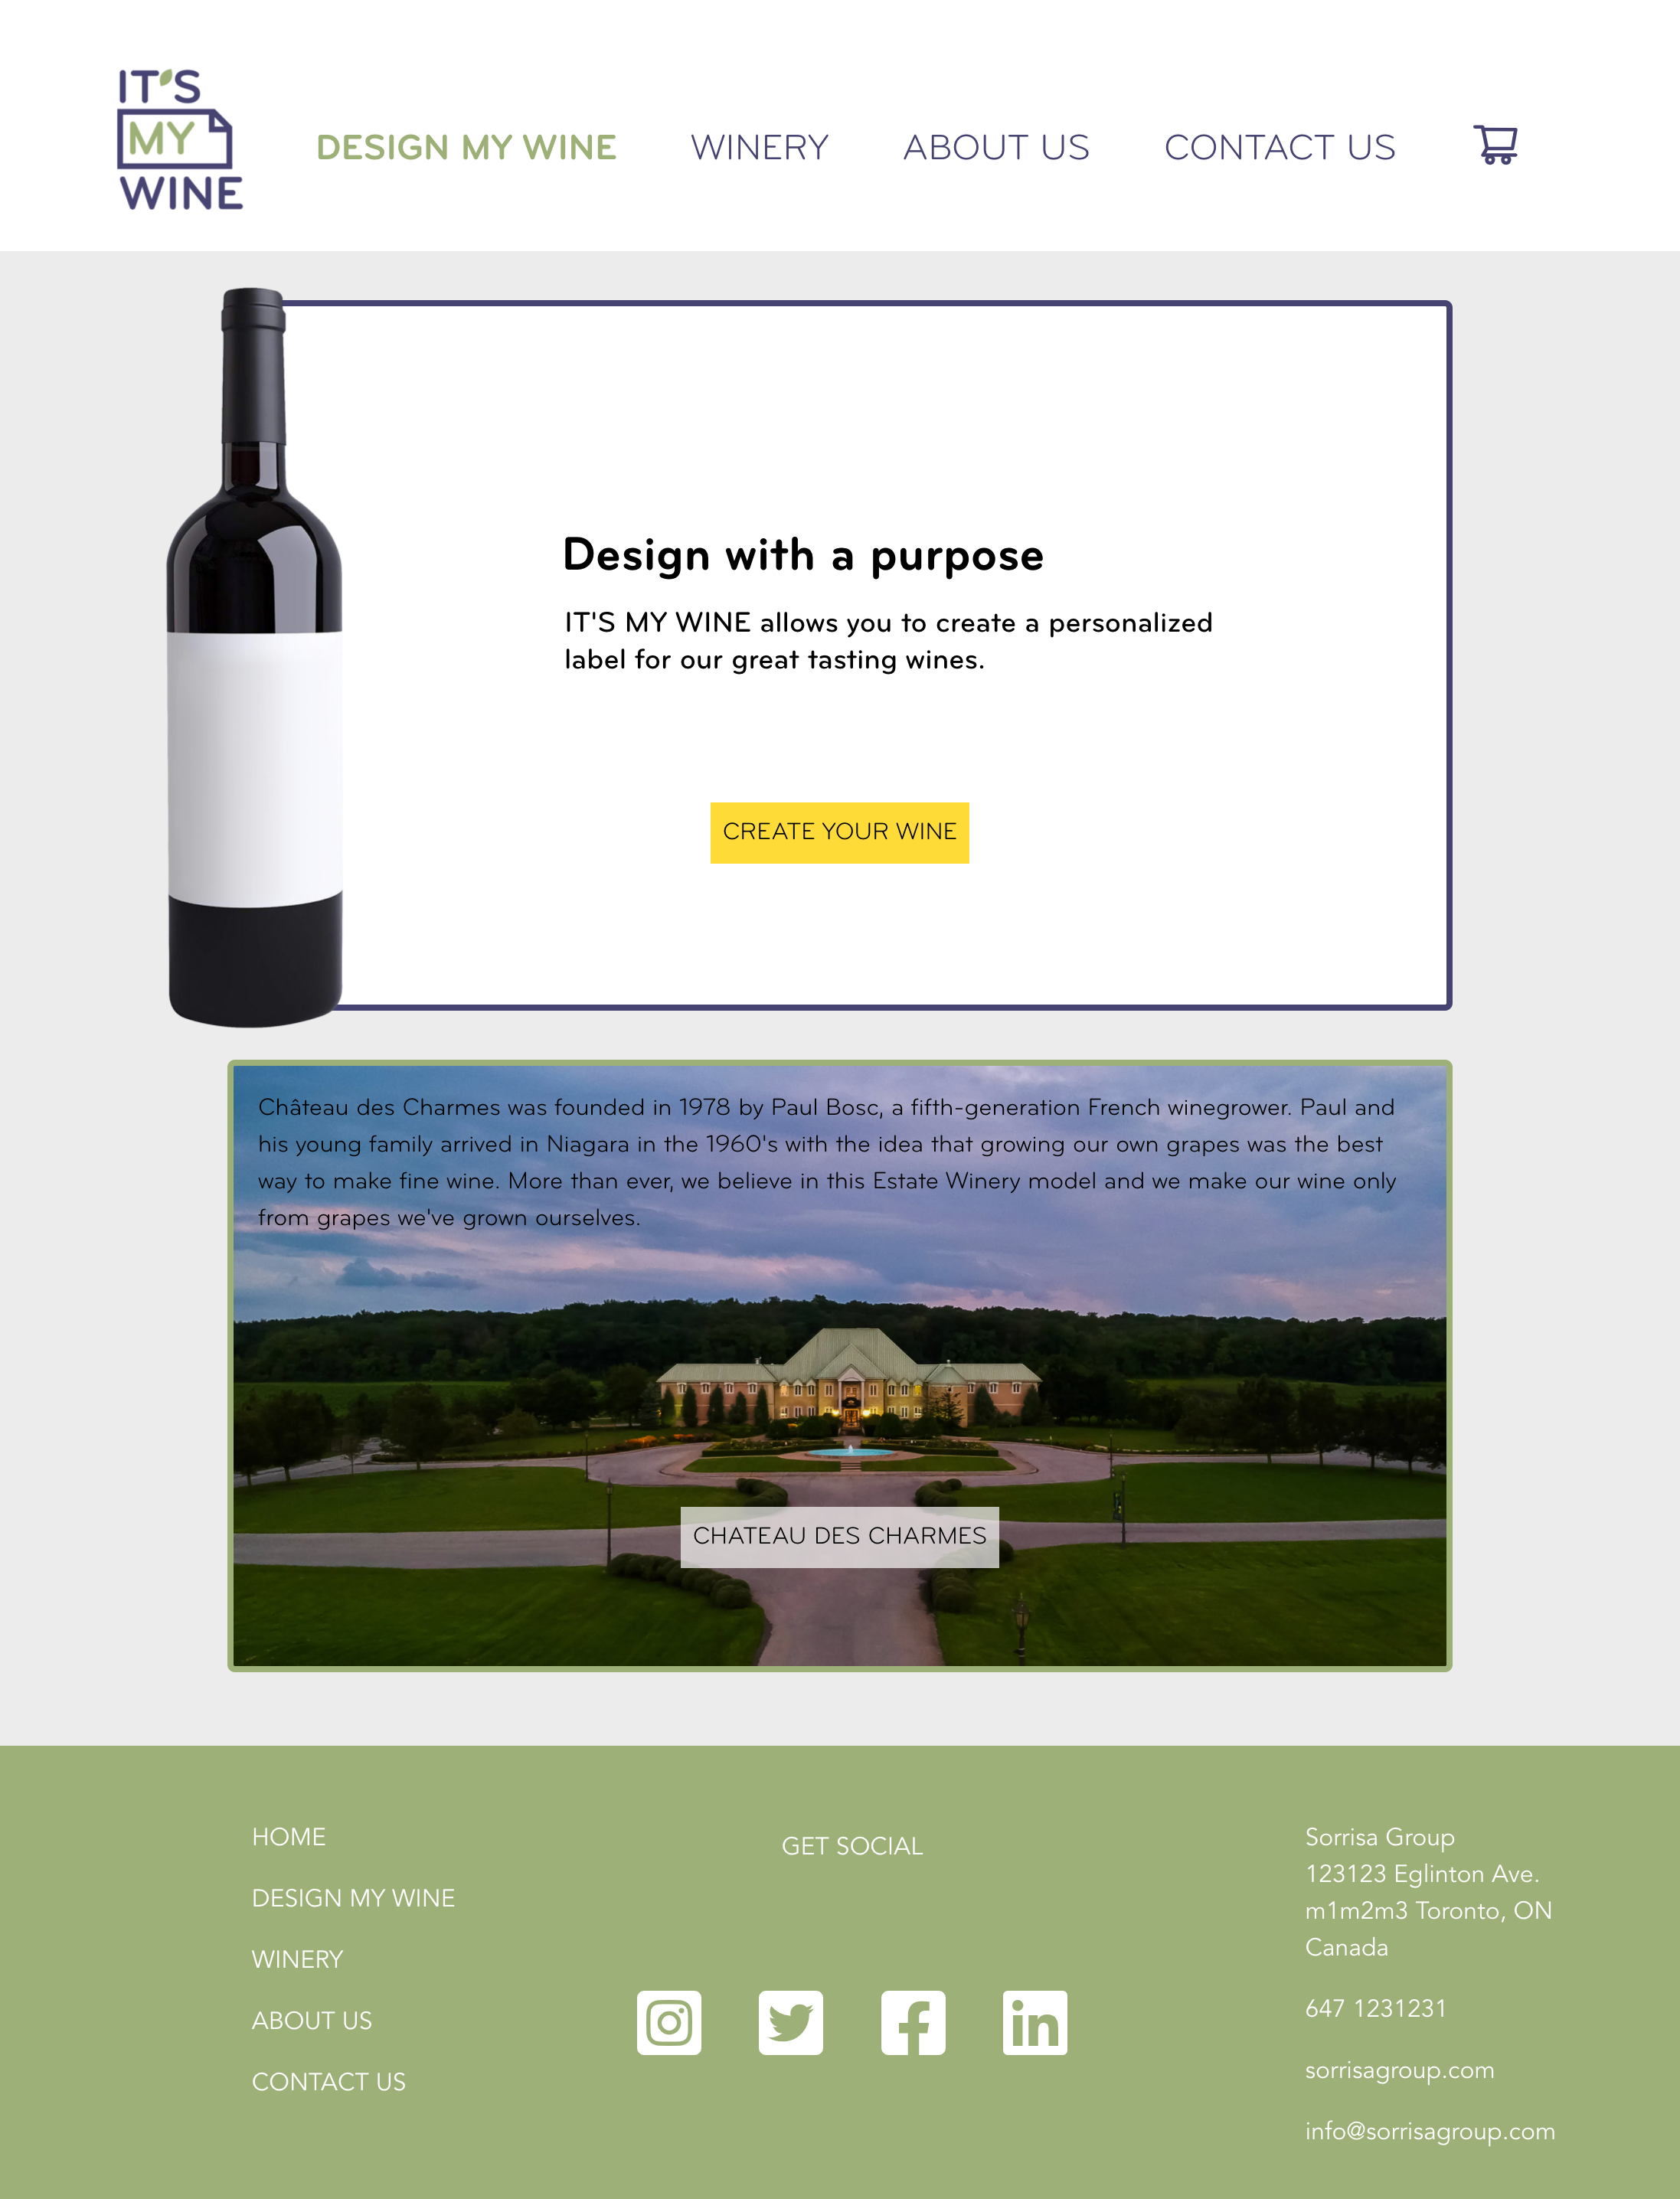 IT'S
MY
WINE
DESIGN MY WINE
WINERY
ABOUT US
CONTACT US
Design with a purpose
IT'S MY WINE allows you to create a personalized
label for our great tasting wines.
CREATE YOUR WINE
Château des Charmes was founded in 1978 by Paul Bosc, a fifth-generation French winegrower. Paul and
his young family arrived in Niagara in the 1960's with the idea that growing our own grapes was the best
way to make fine wine. More than ever, we believe in this Estate Winery model and we make our wine only
from grapes we've grown ourselves.
CHATEAU DES CHARMES
HOME
DESIGN MY WINE
WINERY
ABOUT US
CONTACT US
GET SOCIAL
Sorrisa Group
123123 Eglinton Ave.
m1m2m3 Toronto, ON
Canada
647 1231231
sorrisagroup.com
info@sorrisagroup.com